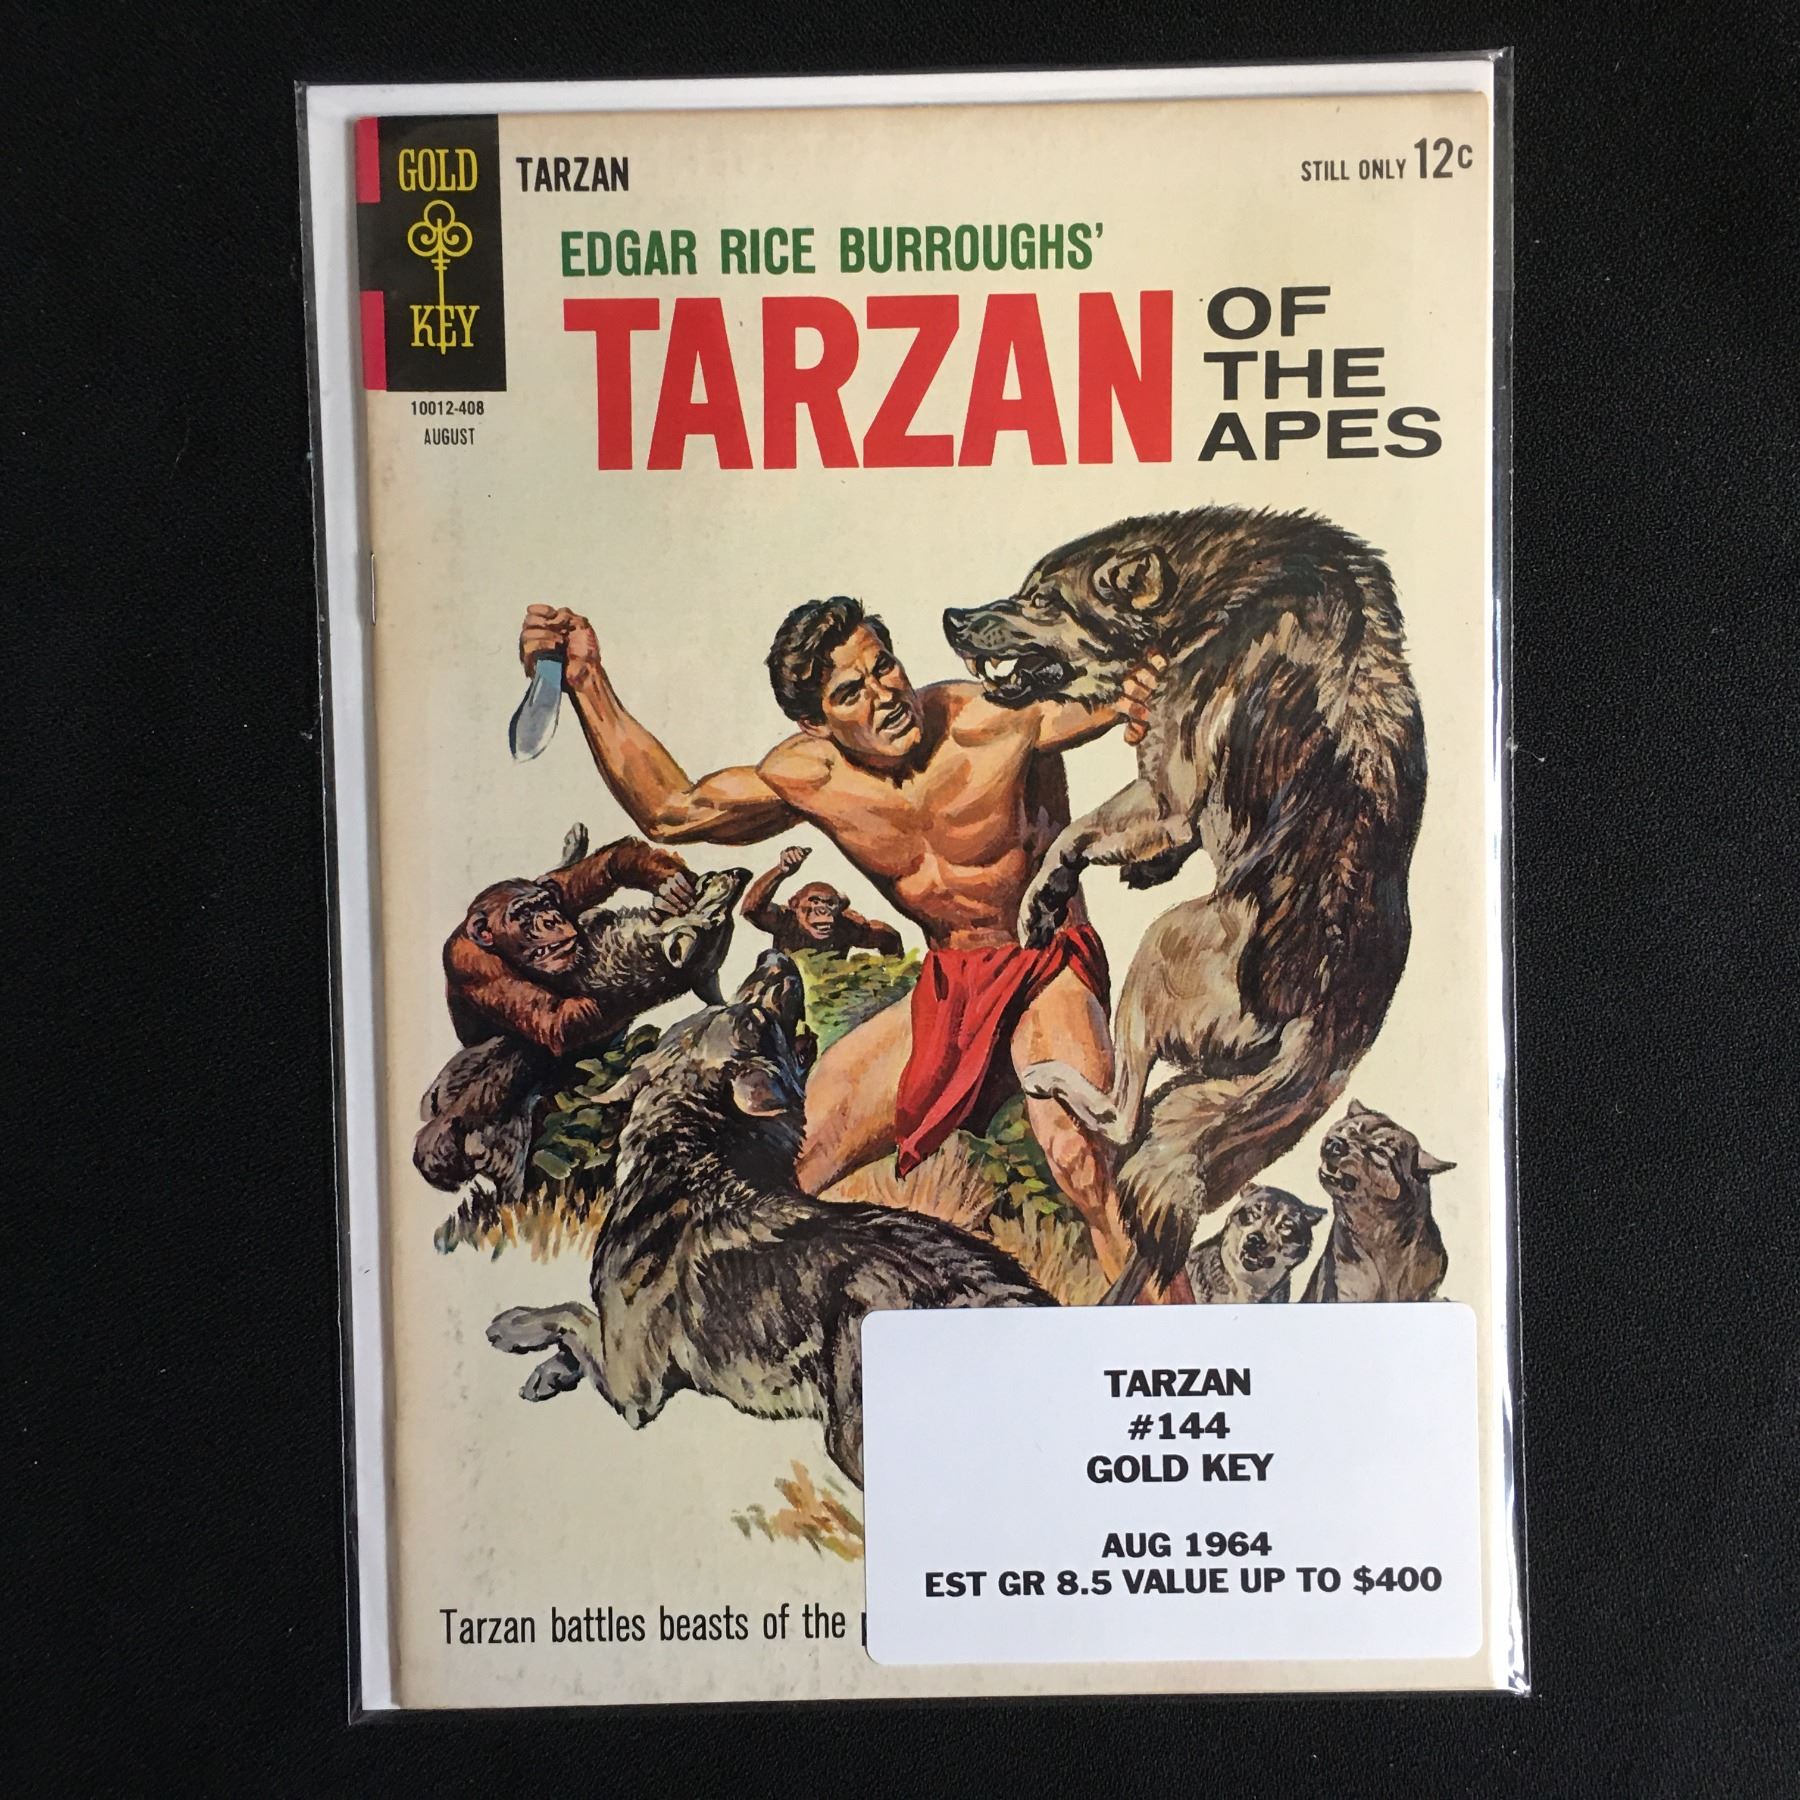 GOLD
KEY
TARZAN
STILL ONLY 12c
EDGAR RICE BURROUGHS'
TARZAN
OF
THE
APES
10012-408
AUGUST
TARZAN
#144
GOLD KEY
AUG 1964
EST GR 8.5 VALUE UP TO $400
Tarzan battles beasts of the